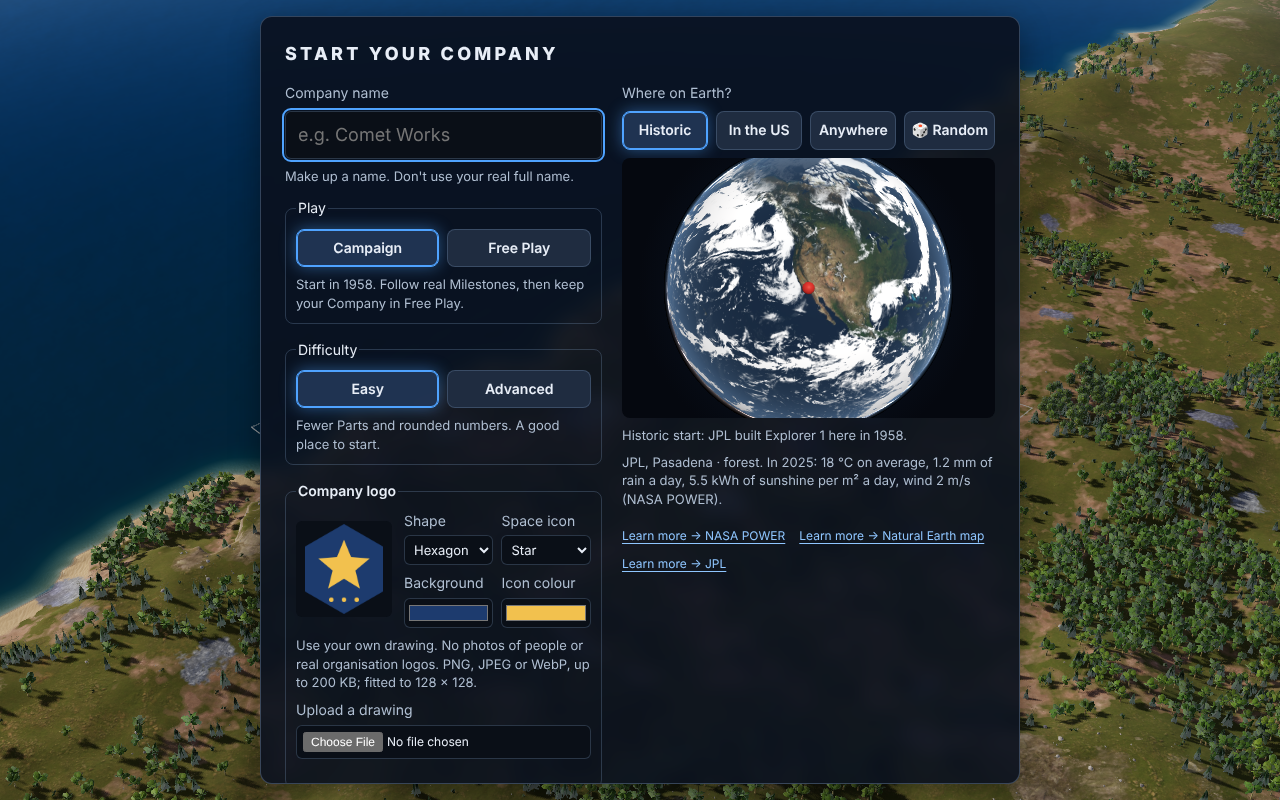 START YOUR COMPANY
Company name
e.g. Comet Works
Make up a name. Don't use your real full name.
Play
Campaign
Free Play
Start in 1958. Follow real Milestones, then keep
your Company in Free Play.
Difficulty
Easy
Advanced
Fewer Parts and rounded numbers. A good
place to start.
Company logo
Shape
Space icon
Hexagon
Star
Background
Icon colour
Use your own drawing. No photos of people or
real organisation logos. PNG, JPEG or WebP, up
to 200 KB; fitted to 128 × 128.
Upload a drawing
Choose File No file chosen
Where on Earth?
Historic
In the US
Anywhere
🎲 Random
Historic start: JPL built Explorer 1 here in 1958.
JPL, Pasadena · forest. In 2025: 18 °C on average, 1.2 mm of
rain a day, 5.5 kWh of sunshine per m² a day, wind 2 m/s
(NASA POWER).
Learn more → NASA POWER
Learn more → Natural Earth map
Learn more → JPL